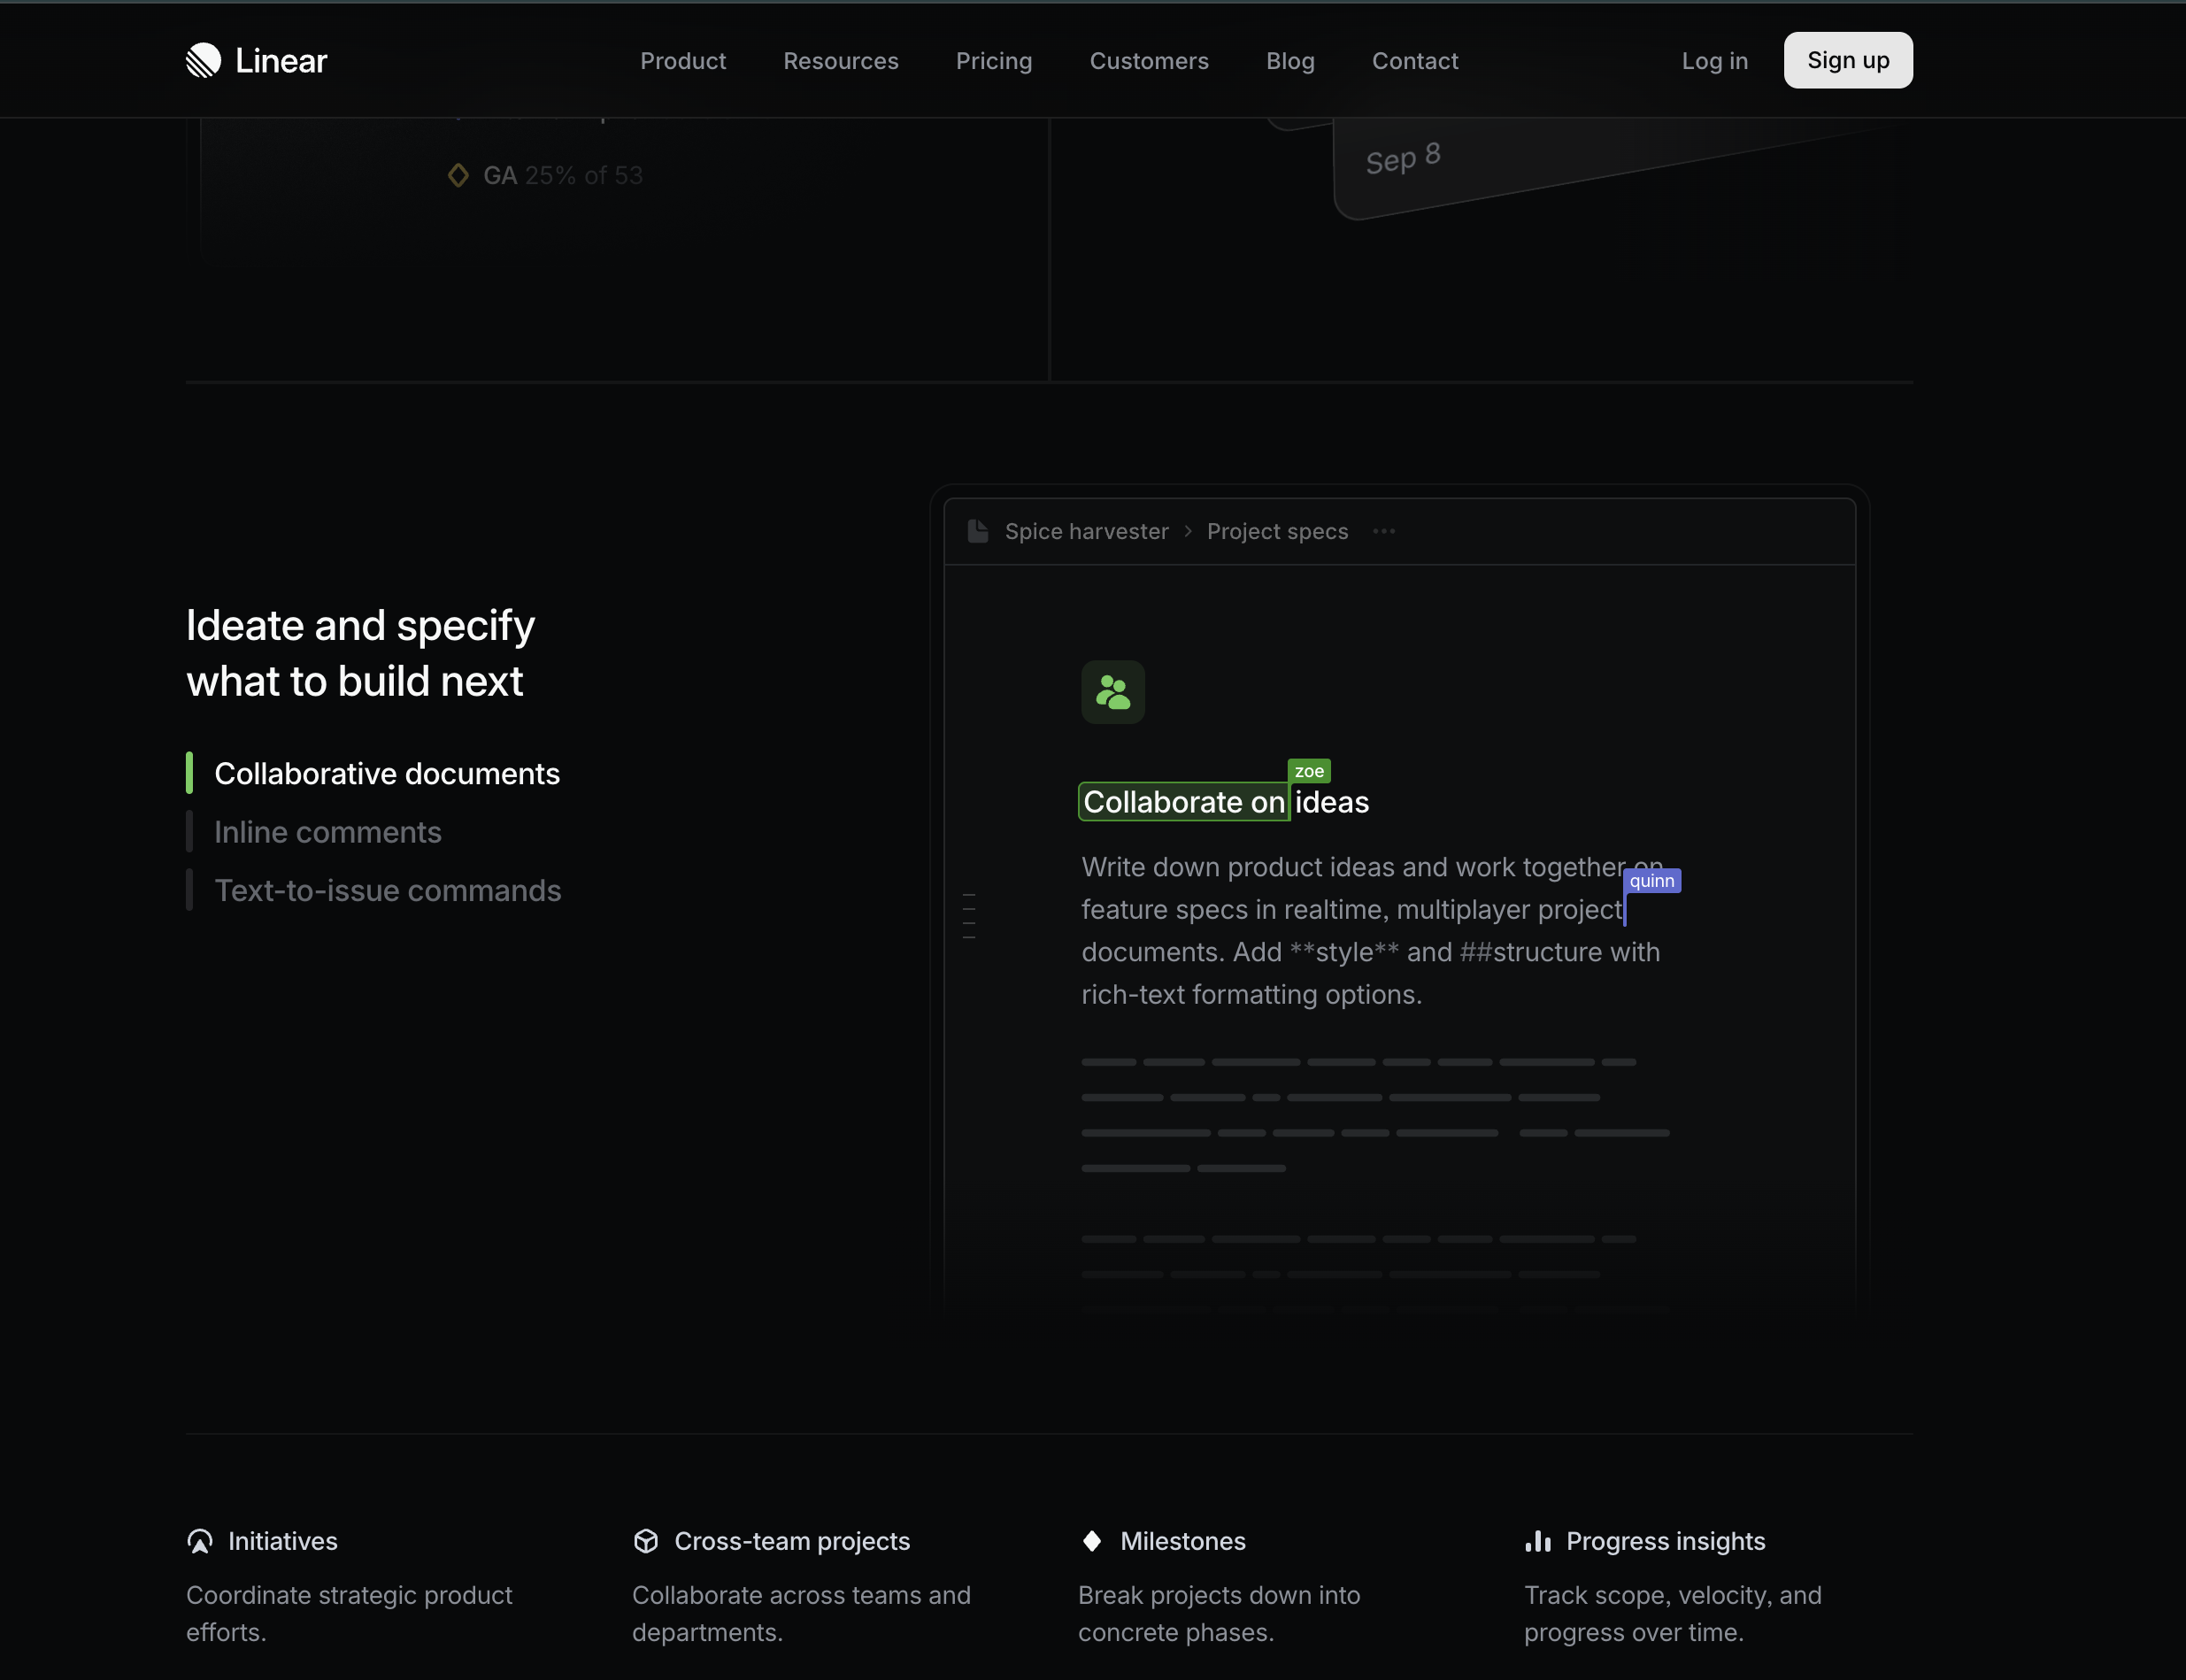 Linear
Product
Resources
Pricing
Customers
Blog
Contact
Log in
Sign up
GA 25% of 53
Sep 8
Ideate and specify
what to build next
Collaborative documents
Inline comments
Text-to-issue commands
Spice harvester › Project specs ···
zoe
Collaborate on ideas
Write down product ideas and work together on
quinn
feature specs in realtime, multiplayer project
documents. Add **style** and ##structure with
rich-text formatting options.
Initiatives
Coordinate strategic product
efforts.
Cross-team projects
Collaborate across teams and
departments.
Milestones
Break projects down into
concrete phases.
Progress insights
Track scope, velocity, and
progress over time.